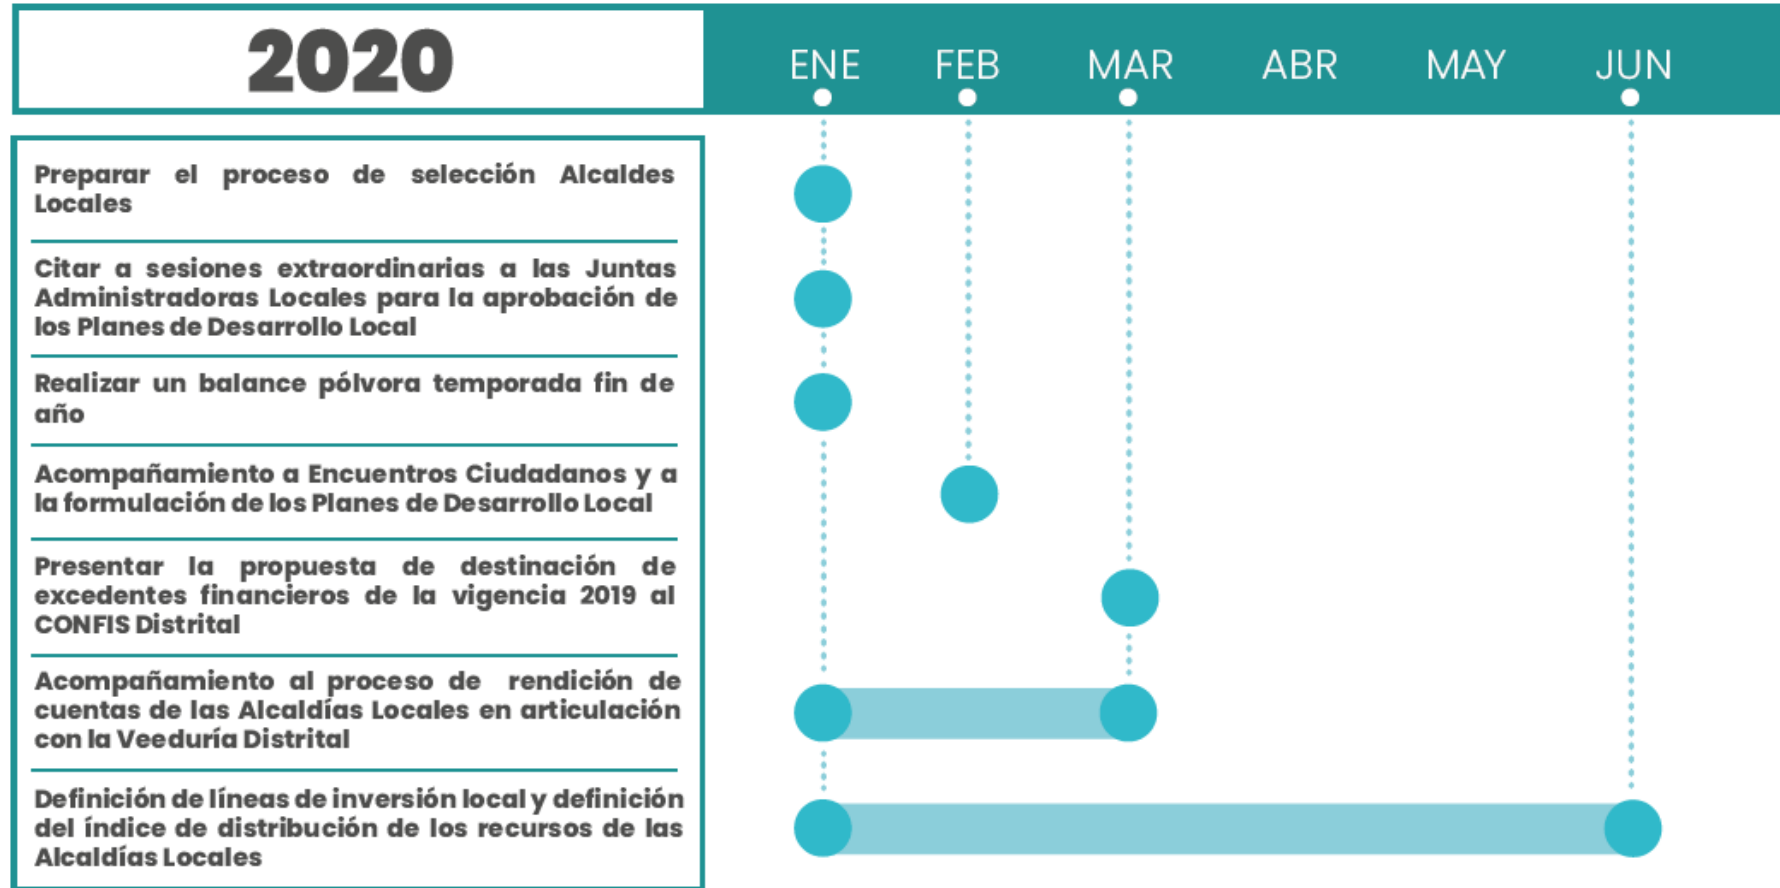 2020
ENE FEB MAR ABR MAY JUN
Preparar el proceso de selección Alcaldes
Locales
Citar a sesiones extraordinarias a las Juntas
Administradoras Locales para la aprobación de
los Planes de Desarrollo Local
Realizar un balance pólvora temporada fin de
año
Acompañamiento a Encuentros Ciudadanos y a
la formulación de los Planes de Desarrollo Local
Presentar la propuesta de destinación de
excedentes financieros de la vigencia 2019 al
CONFIS Distrital
Acompañamiento al proceso de rendición de
cuentas de las Alcaldías Locales en articulación
con la Veeduría Distrital
Definición de líneas de inversión local y definición
del índice de distribución de los recursos de las
Alcaldías Locales